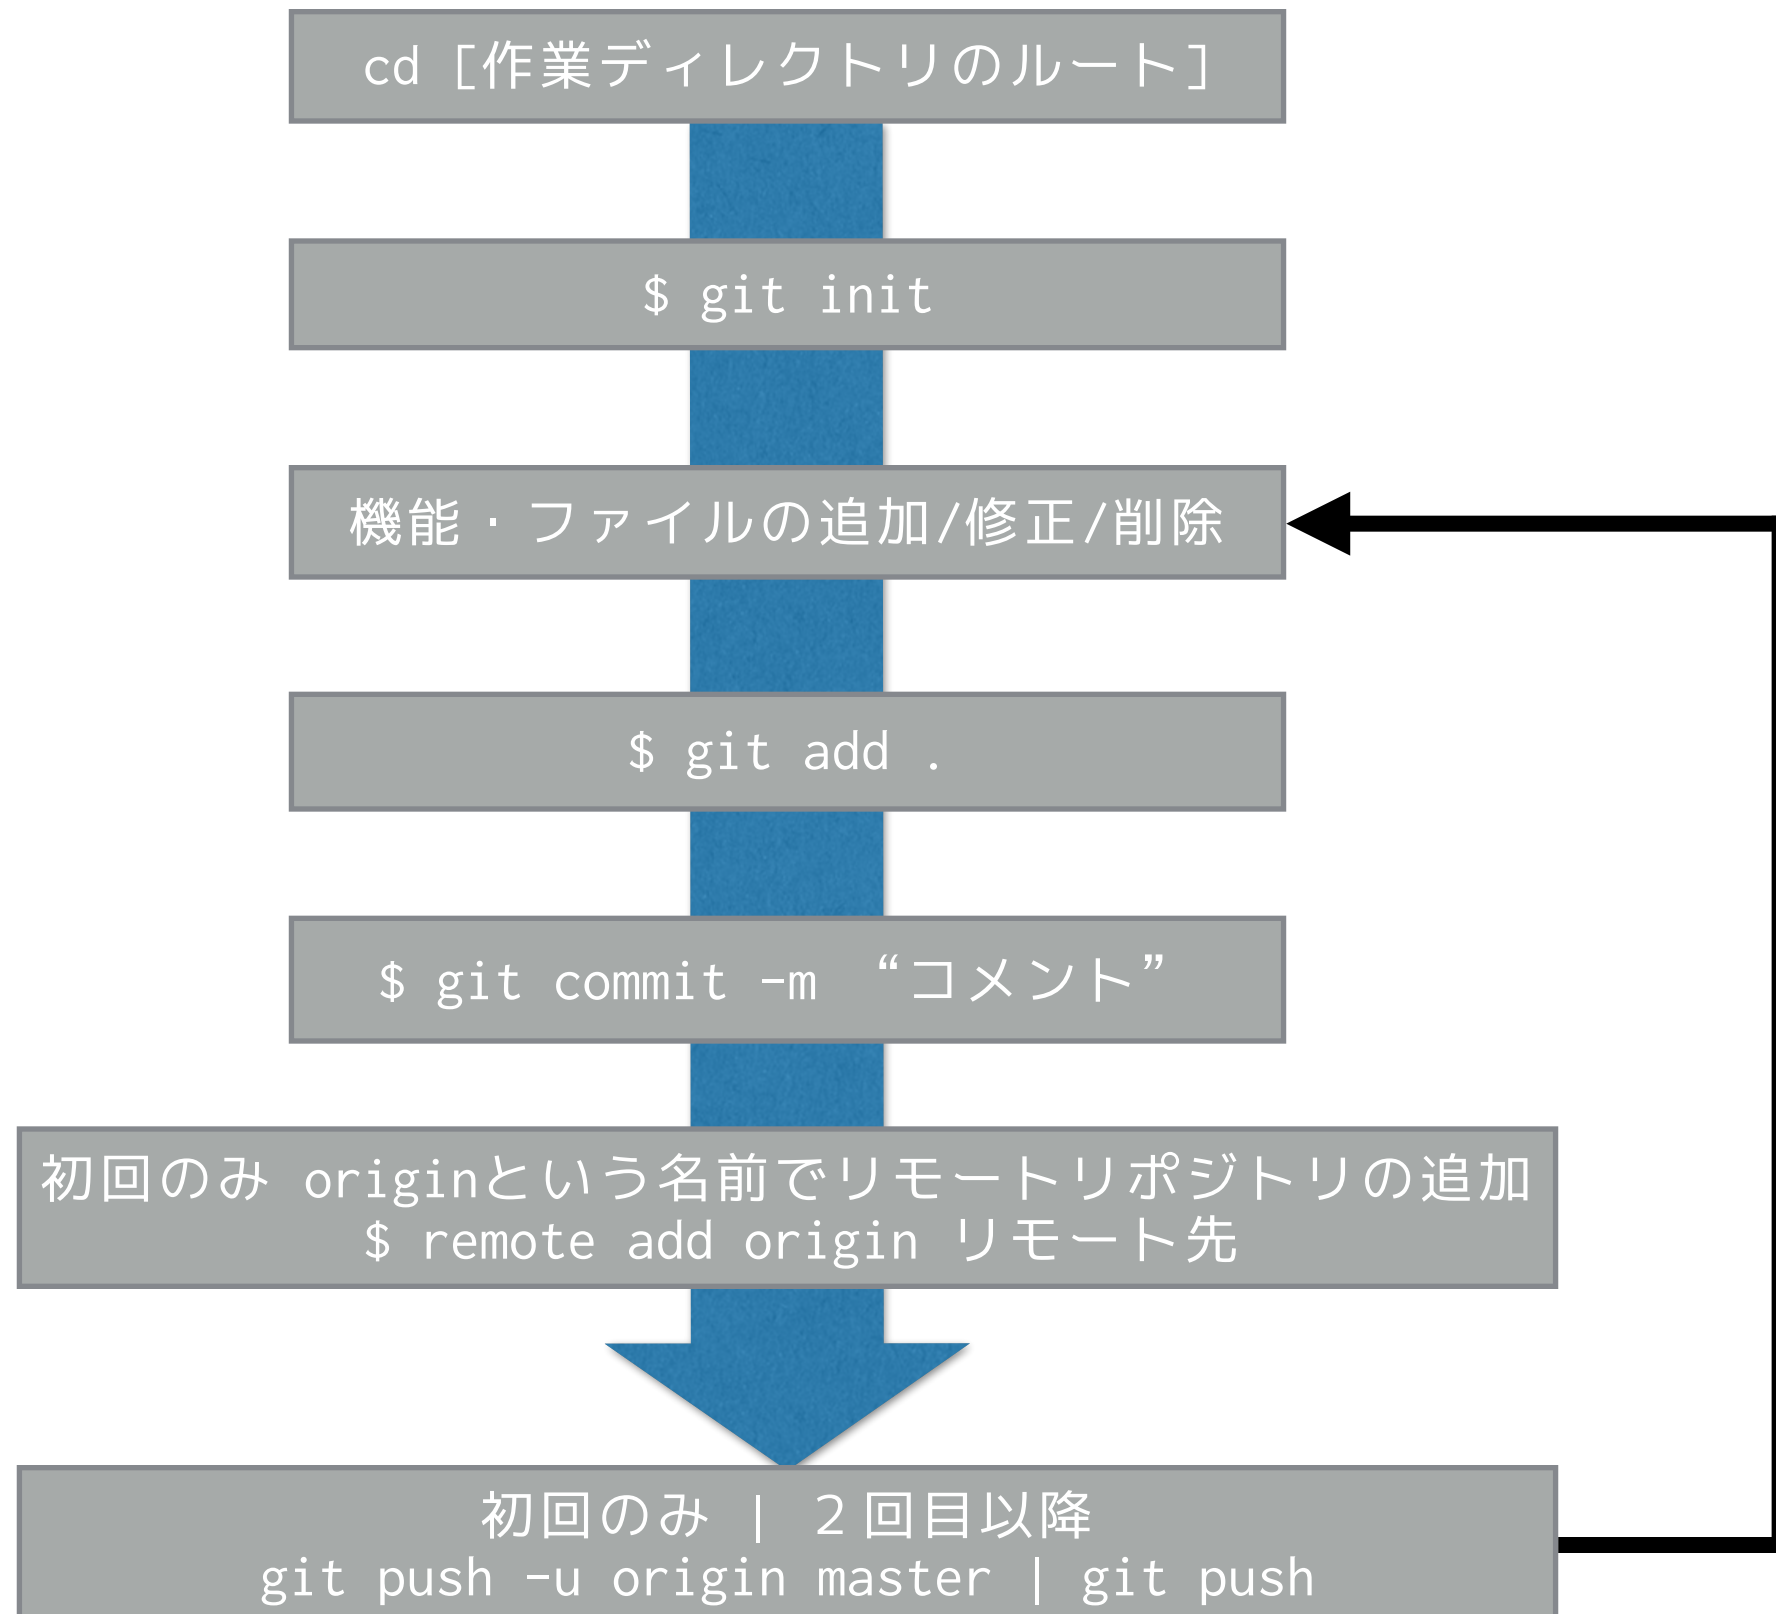 cd [作業ディレクトリのルート]
$ git init
機能・ファイルの追加/修正/削除
$ git add .
$ git commit -m “コメント”
初回のみ originという名前でリモートリポジトリの追加
$ remote add origin リモート先
初回のみ | ２回目以降
git push -u origin master | git push